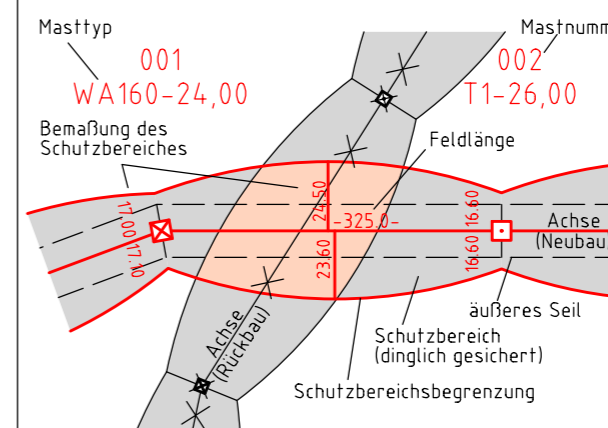 Masttyp
Mastnumm
001
WA160-24,00
002
T1-26,00
Bemaßung des
Schutzbereiches
Feldlänge
17.00
17.10
24.50
23.60
-325.0-
16.60
16.60
Achse
(Neubau)
Achse
(Rückbau)
äußeres Seil
Schutzbereich
(dinglich gesichert)
Schutzbereichsbegrenzung